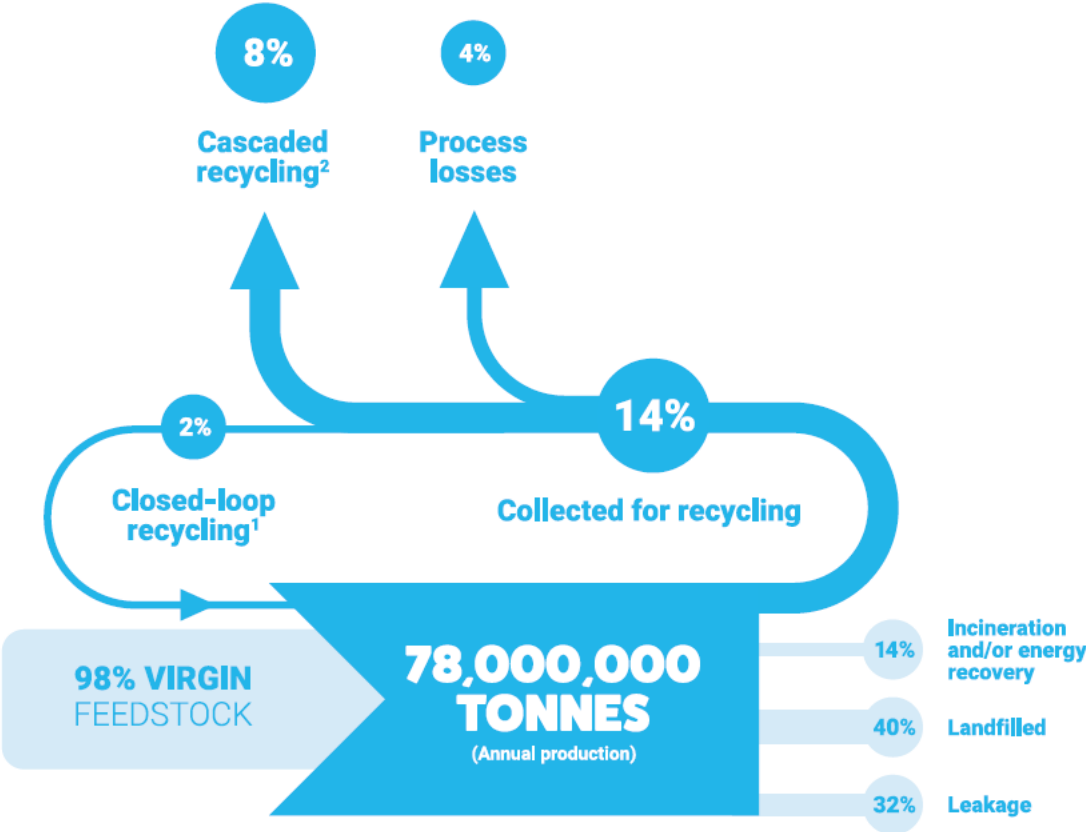 8%
4%
Cascaded
recycling²
Process
losses
2%
14%
Closed-loop
recycling¹
Collected for recycling
98% VIRGIN
FEEDSTOCK
78,000,000
TONNES
(Annual production)
14%
Incineration
and/or energy
recovery
40%
Landfilled
32%
Leakage